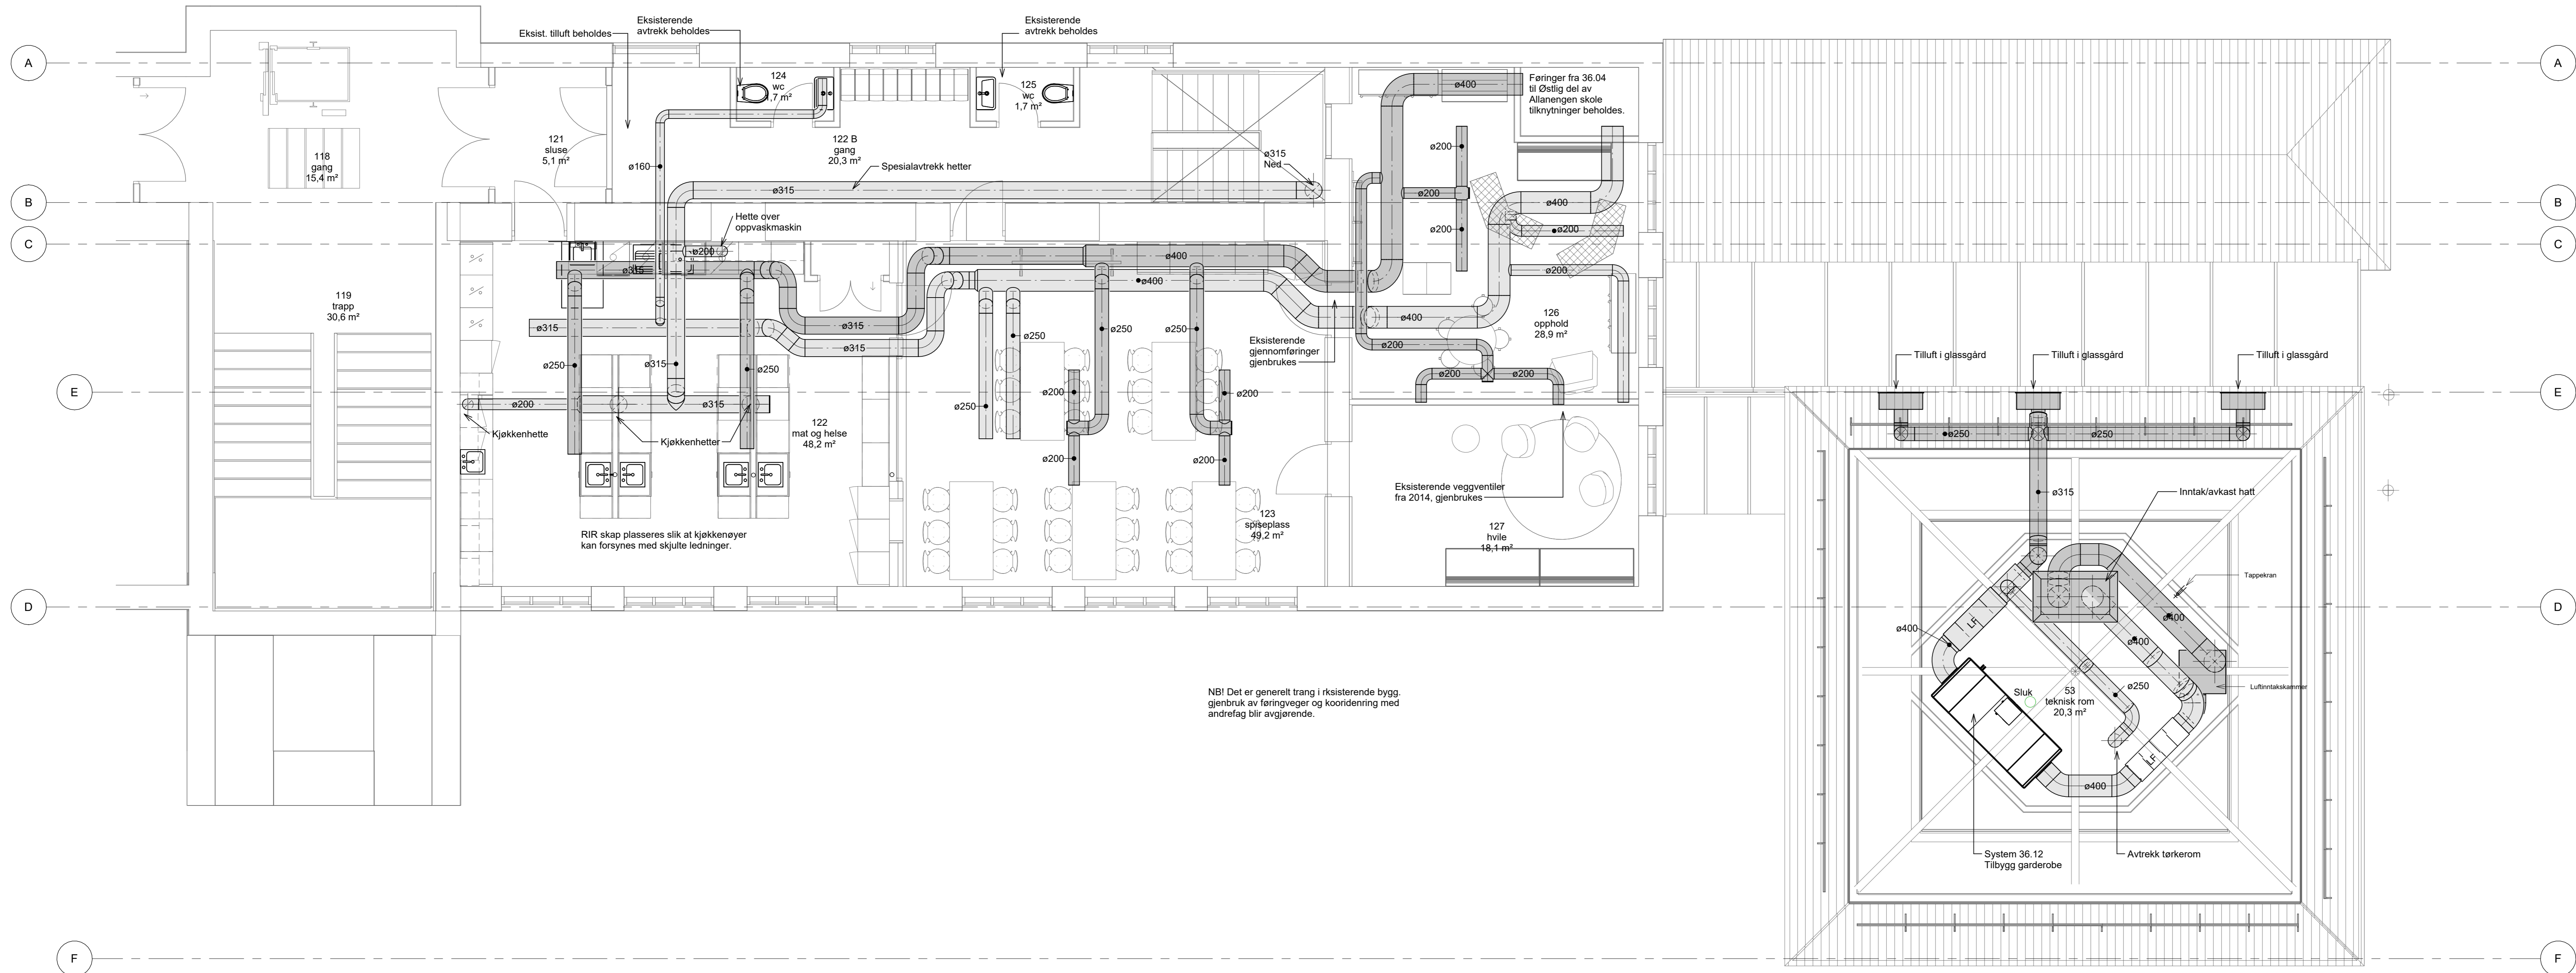 Eksisterende
avtrekk beholdes
Eksisterende
avtrekk beholdes
Eksist. tilluft beholdes
A
A
124
wc
1,7 m²
125
wc
1,7 m²
ø400
Føringer fra 36.04
til Østlig del av
Allanengen skole
tilknytninger beholdes.
118
gang
15,4 m²
121
sluse
5,1 m²
122 B
gang
20,3 m²
ø160
Spesialavtrekk hetter
ø315
Ned
ø200
ø315
ø200
B
ø400
B
Hette over
oppvaskmaskin
ø200
ø200
C
ø200
C
ø315
ø400
ø200
ø400
119
trapp
30,6 m²
ø315
ø315
ø250
ø250
ø250
ø400
126
opphold
28,9 m²
ø315
ø200
Eksisterende
gjennomføringer
gjenbrukes
Tilluft i glassgård
Tilluft i glassgård
Tilluft i glassgård
ø250
ø315
ø250
ø200
ø200
E
ø200
ø200
E
ø200
ø315
ø250
Kjøkkenhette
Kjøkkenhetter
122
mat og helse
48,2 m²
ø250
ø250
ø200
ø200
Eksisterende veggventiler
fra 2014, gjenbrukes
ø315
Inntak/avkast hatt
123
spiseplass
49,2 m²
127
hvile
18,1 m²
RIR skap plasseres slik at kjøkkenøyer
kan forsynes med skjulte ledninger.
Tappekran
D
D
LF
ø400
ø400
ø400
NB! Det er generelt trang i rksisterende bygg.
gjenbruk av føringveger og kooridenring med
andrefag blir avgjørende.
Sluk
53
teknisk rom
20,3 m²
ø250
Luftinntakskammer
LF
ø400
System 36.12
Tilbygg garderobe
Avtrekk tørkerom
F
F